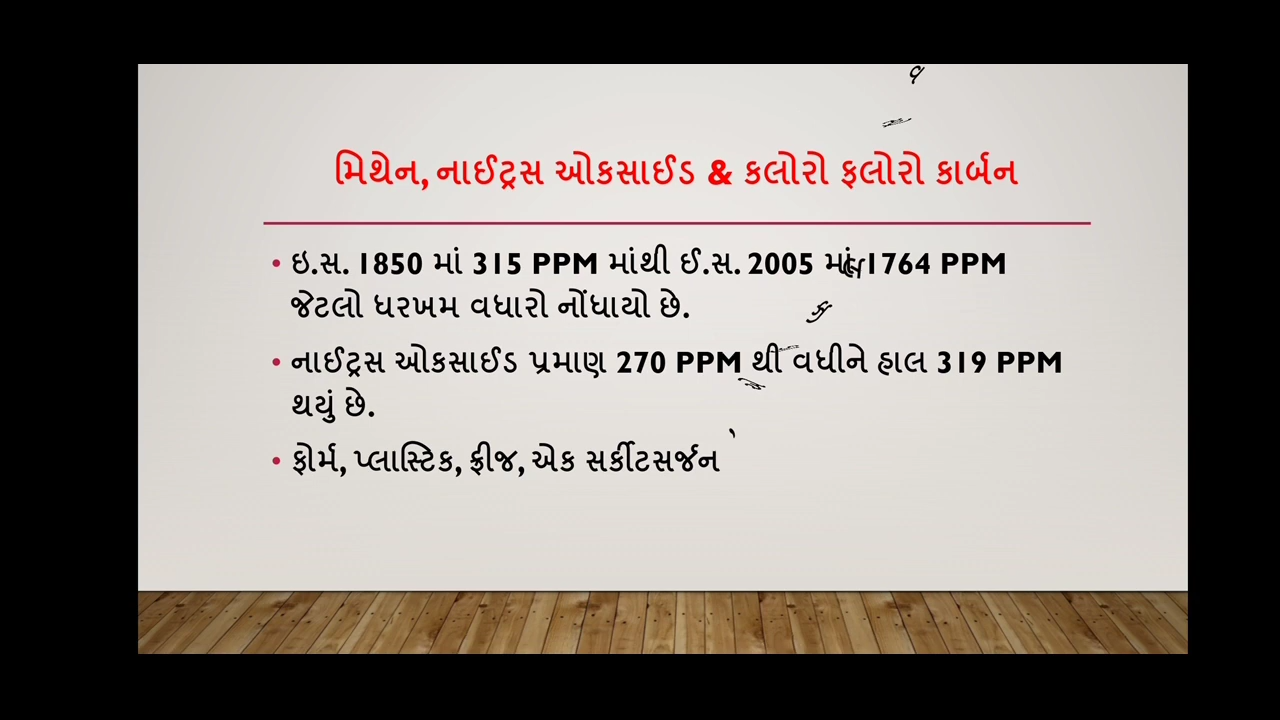 મિથેન, નાઈટ્રસ ઓકસાઈડ & કલોરો ફલોરો કાર્બન
• ઇ.સ. 1850 માં 315 PPM માંથી ઈ.સ. 2005 માં 1764 PPM
જેટલો ધરખમ વધારો નોંધાયો છે.
• નાઈટ્રસ ઓકસાઈડ પ્રમાણ 270 PPM થી વધીને હાલ 319 PPM
થયું છે.
• ફોર્મ, પ્લાસ્ટિક, ફ્રીજ, એક સર્કીટસર્જન